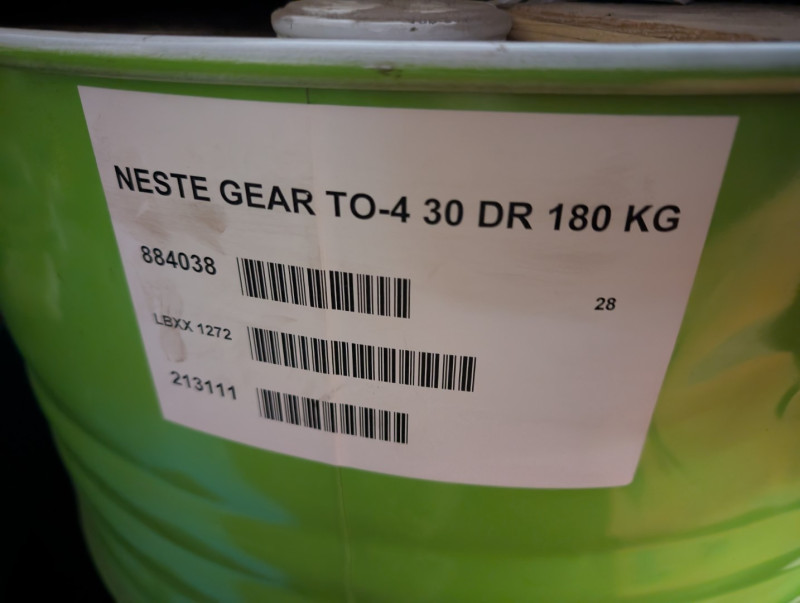 NESTE GEAR TO-4 30 DR 180 KG
884038
28
LBXX 1272
213111